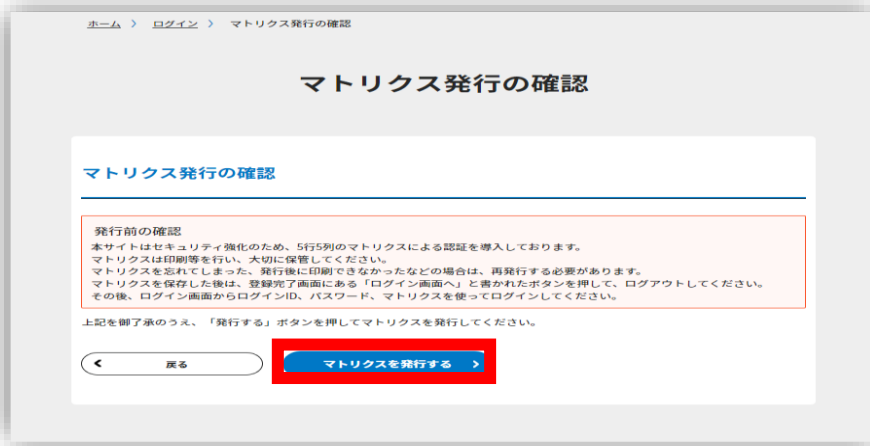 ホーム > ログイン > マトリクス発行の確認
マトリクス発行の確認
マトリクス発行の確認
発行前の確認
本サイトはセキュリティ強化のため、5行5列のマトリクスによる認証を導入しております。
マトリクスは印刷等を行い、大切に保管してください。
マトリクスを忘れてしまった、発行後に印刷できなかったなどの場合は、再発行する必要があります。
マトリクスを保存した後は、登録完了画面にある「ログイン画面へ」と書かれたボタンを押して、ログアウトしてください。
その後、ログイン画面からログインID、パスワード、マトリクスを使ってログインしてください。
上記を御了承のうえ、「発行する」ボタンを押してマトリクスを発行してください。
戻る マトリクスを発行する